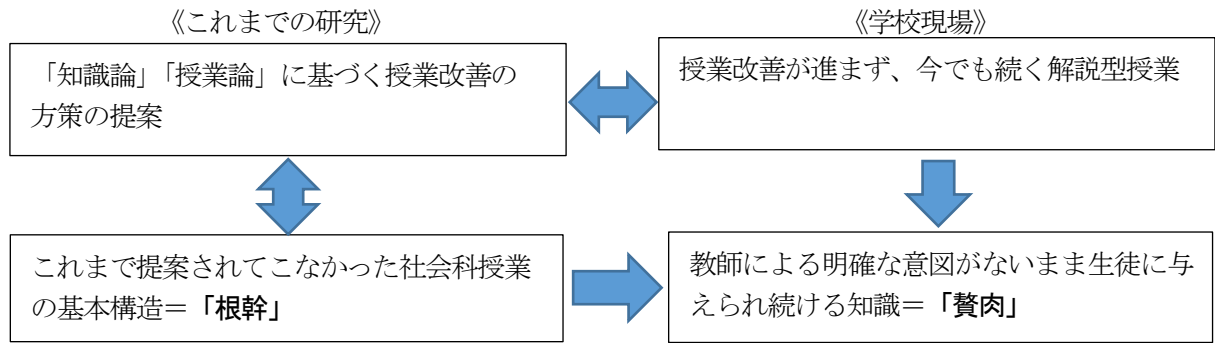 《これまでの研究》
《学校現場》
「知識論」「授業論」に基づく授業改善の
方策の提案
授業改善が進まず、今でも続く解説型授業
これまで提案されてこなかった社会科授業
の基本構造＝「根幹」
教師による明確な意図がないまま生徒に与
えられ続ける知識＝「贅肉」